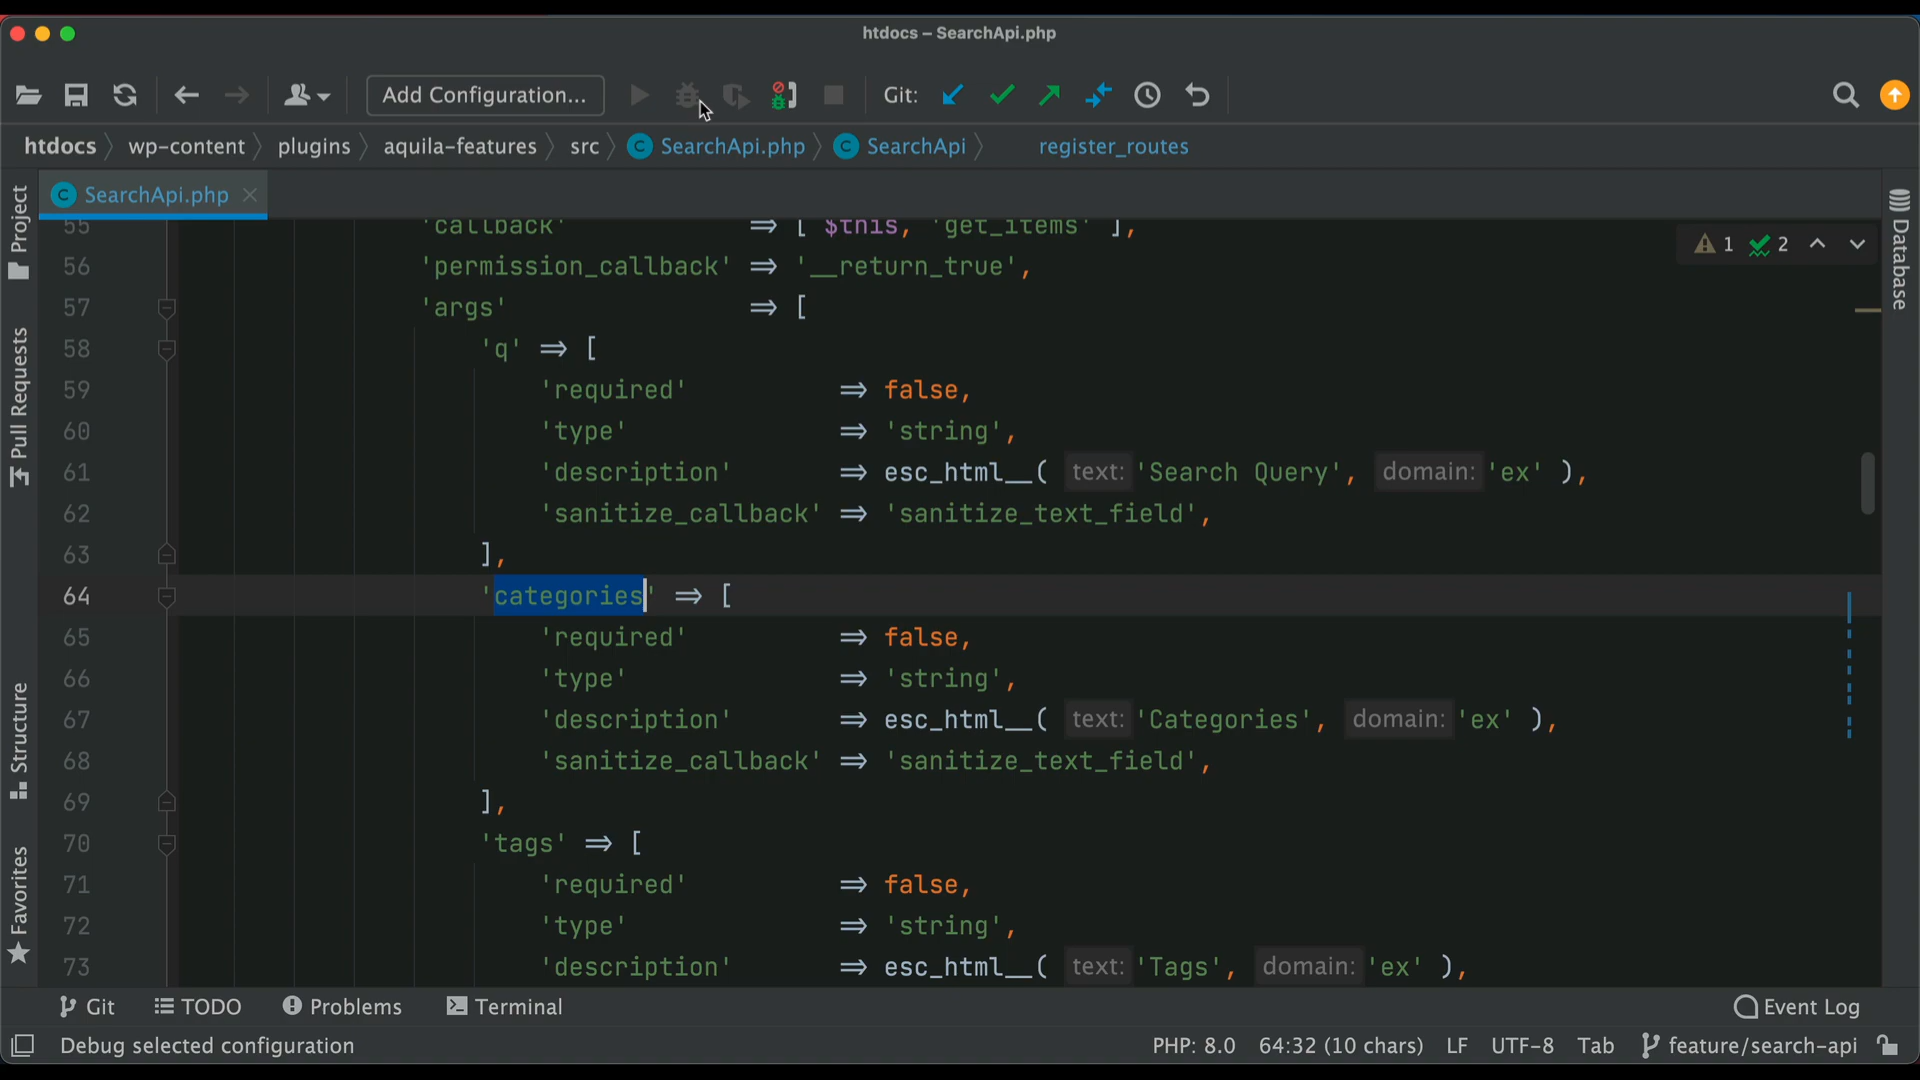 htdocs – SearchApi.php
Add Configuration...
Git:
htdocs wp-content plugins aquila-features src SearchApi.php SearchApi register_routes
SearchApi.php
1 2
55 'callback' => [ $this, 'get_items' ],
56 'permission_callback' => '__return_true',
57 'args' => [
58 'q' => [
59 'required' => false,
60 'type' => 'string',
61 'description' => esc_html__( text: 'Search Query', domain: 'ex' ),
62 'sanitize_callback' => 'sanitize_text_field',
63 ],
64 'categories' => [
65 'required' => false,
66 'type' => 'string',
67 'description' => esc_html__( text: 'Categories', domain: 'ex' ),
68 'sanitize_callback' => 'sanitize_text_field',
69 ],
70 'tags' => [
71 'required' => false,
72 'type' => 'string',
73 'description' => esc_html__( text: 'Tags', domain: 'ex' ),
Project
Pull Requests
Structure
Favorites
Database
Git TODO Problems Terminal Event Log
Debug selected configuration PHP: 8.0 64:32 (10 chars) LF UTF-8 Tab feature/search-api